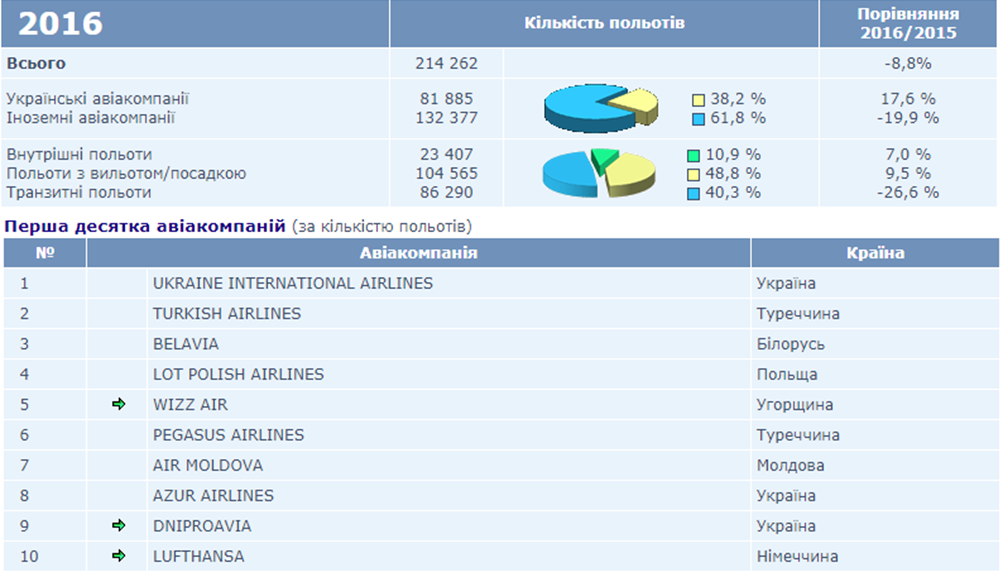 2016 Кількість польотів Порівняння 2016/2015
Всього 214 262 -8,8%
Українські авіакомпанії 81 885 38,2 % 17,6 %
Іноземні авіакомпанії 132 377 61,8 % -19,9 %
Внутрішні польоти 23 407 10,9 % 7,0 %
Польоти з вильотом/посадкою 104 565 48,8 % 9,5 %
Транзитні польоти 86 290 40,3 % -26,6 %
Перша десятка авіакомпаній (за кількістю польотів)
№ Авіакомпанія Країна
1 UKRAINE INTERNATIONAL AIRLINES Україна
2 TURKISH AIRLINES Туреччина
3 BELAVIA Білорусь
4 LOT POLISH AIRLINES Польща
5 WIZZ AIR Угорщина
6 PEGASUS AIRLINES Туреччина
7 AIR MOLDOVA Молдова
8 AZUR AIRLINES Україна
9 DNIPROAVIA Україна
10 LUFTHANSA Німеччина